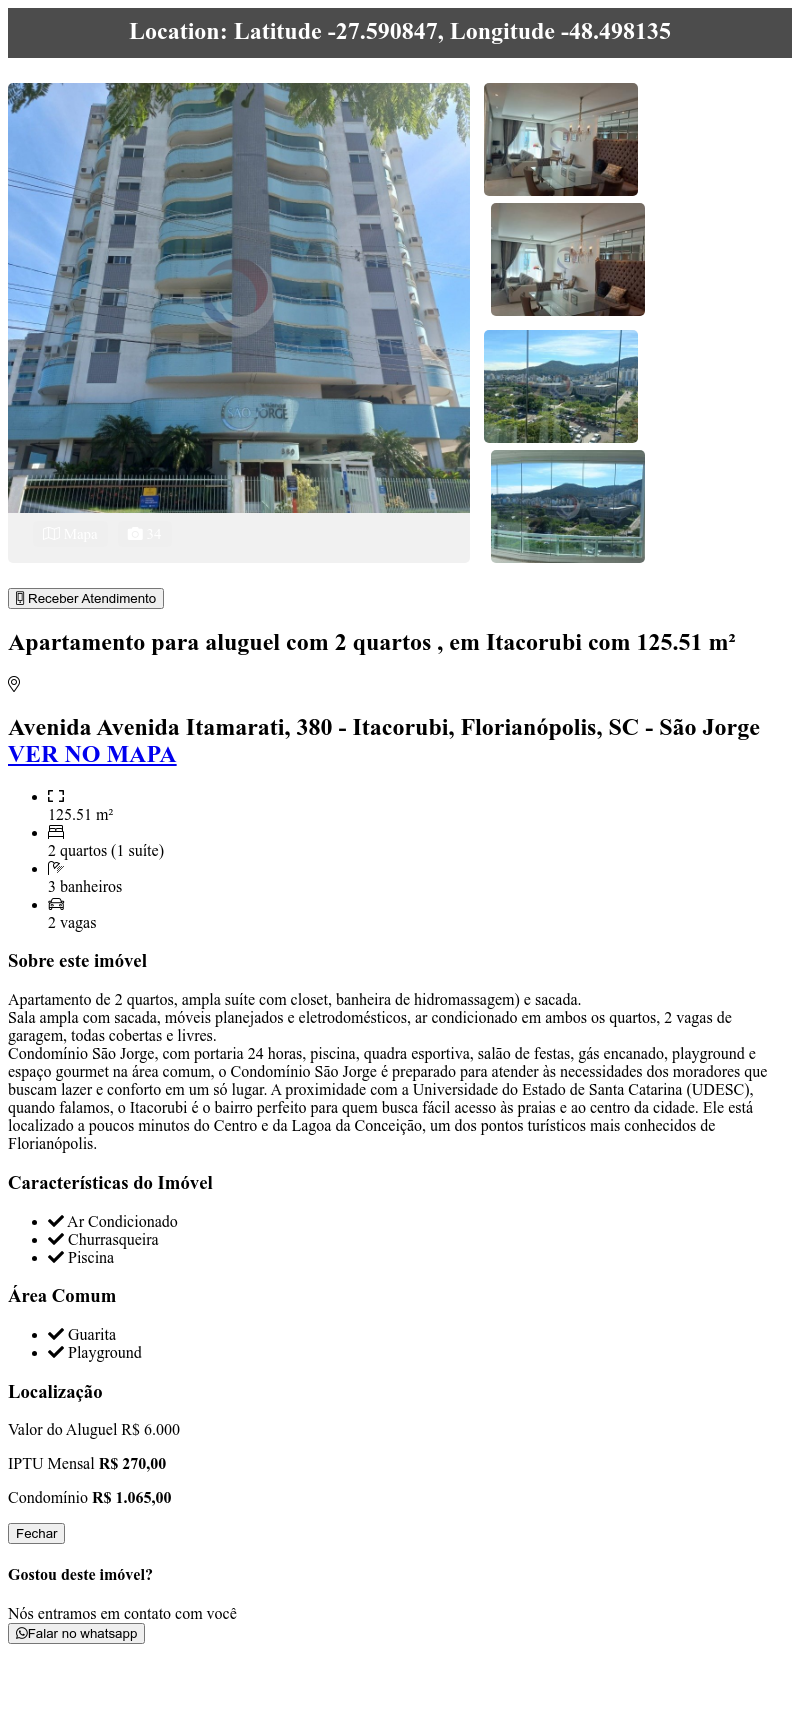 Location: Latitude -27.590847, Longitude -48.498135
SÃO JORGE
380
Mapa
34
Receber Atendimento
Apartamento para aluguel com 2 quartos , em Itacorubi com 125.51 m²
Avenida Avenida Itamarati, 380 - Itacorubi, Florianópolis, SC - São Jorge
VER NO MAPA
125.51 m²
2 quartos (1 suíte)
3 banheiros
2 vagas
Sobre este imóvel
Apartamento de 2 quartos, ampla suíte com closet, banheira de hidromassagem) e sacada.
Sala ampla com sacada, móveis planejados e eletrodomésticos, ar condicionado em ambos os quartos, 2 vagas de
garagem, todas cobertas e livres.
Condomínio São Jorge, com portaria 24 horas, piscina, quadra esportiva, salão de festas, gás encanado, playground e
espaço gourmet na área comum, o Condomínio São Jorge é preparado para atender às necessidades dos moradores que
buscam lazer e conforto em um só lugar. A proximidade com a Universidade do Estado de Santa Catarina (UDESC),
quando falamos, o Itacorubi é o bairro perfeito para quem busca fácil acesso às praias e ao centro da cidade. Ele está
localizado a poucos minutos do Centro e da Lagoa da Conceição, um dos pontos turísticos mais conhecidos de
Florianópolis.
Características do Imóvel
Ar Condicionado
Churrasqueira
Piscina
Área Comum
Guarita
Playground
Localização
Valor do Aluguel R$ 6.000
IPTU Mensal R$ 270,00
Condomínio R$ 1.065,00
Fechar
Gostou deste imóvel?
Nós entramos em contato com você
Falar no whatsapp